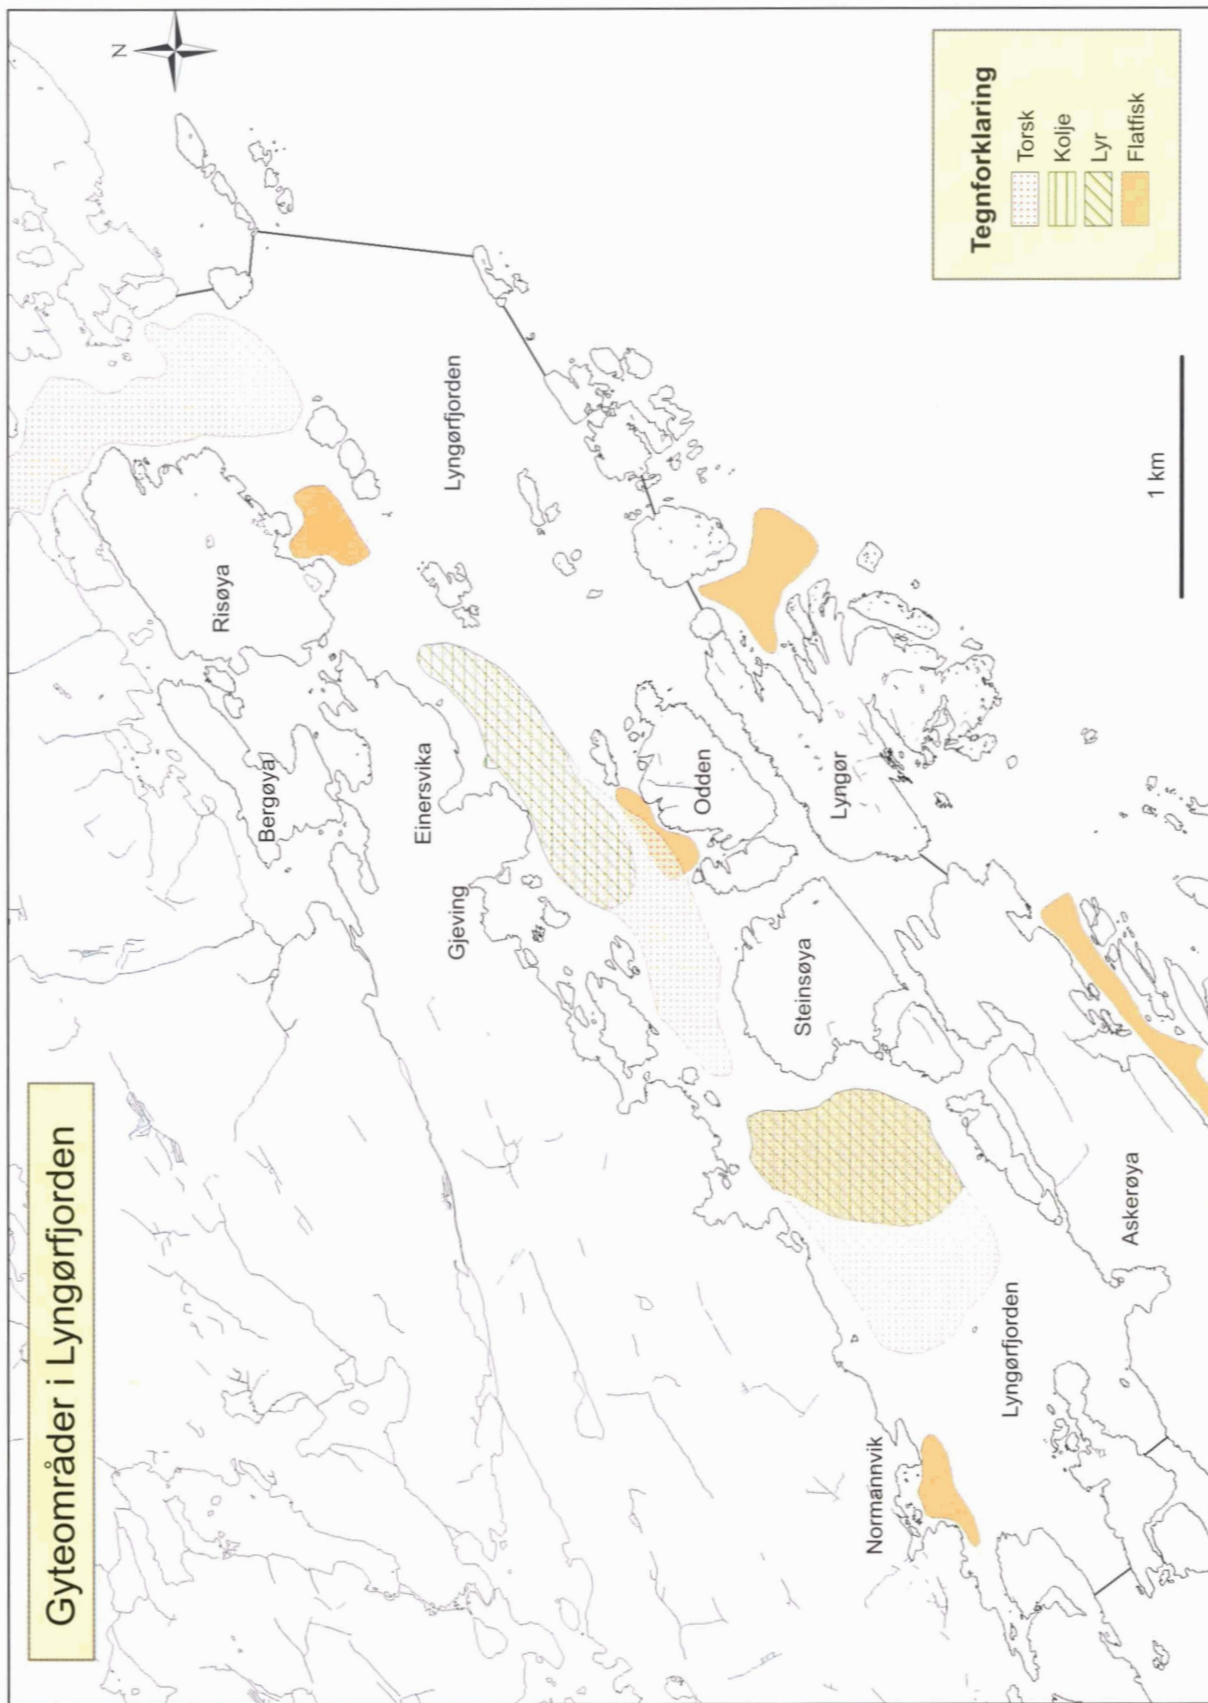 Gyteområder i Lyngørfjorden
N
Risøya
Bergøya
Einersvika
Gjeving
Lyngørfjorden
Odden
Lyngør
Steinsøya
Askerøya
Lyngørfjorden
Normannvik
1 km
Tegnforklaring
Torsk
Kolje
Lyr
Flatfisk